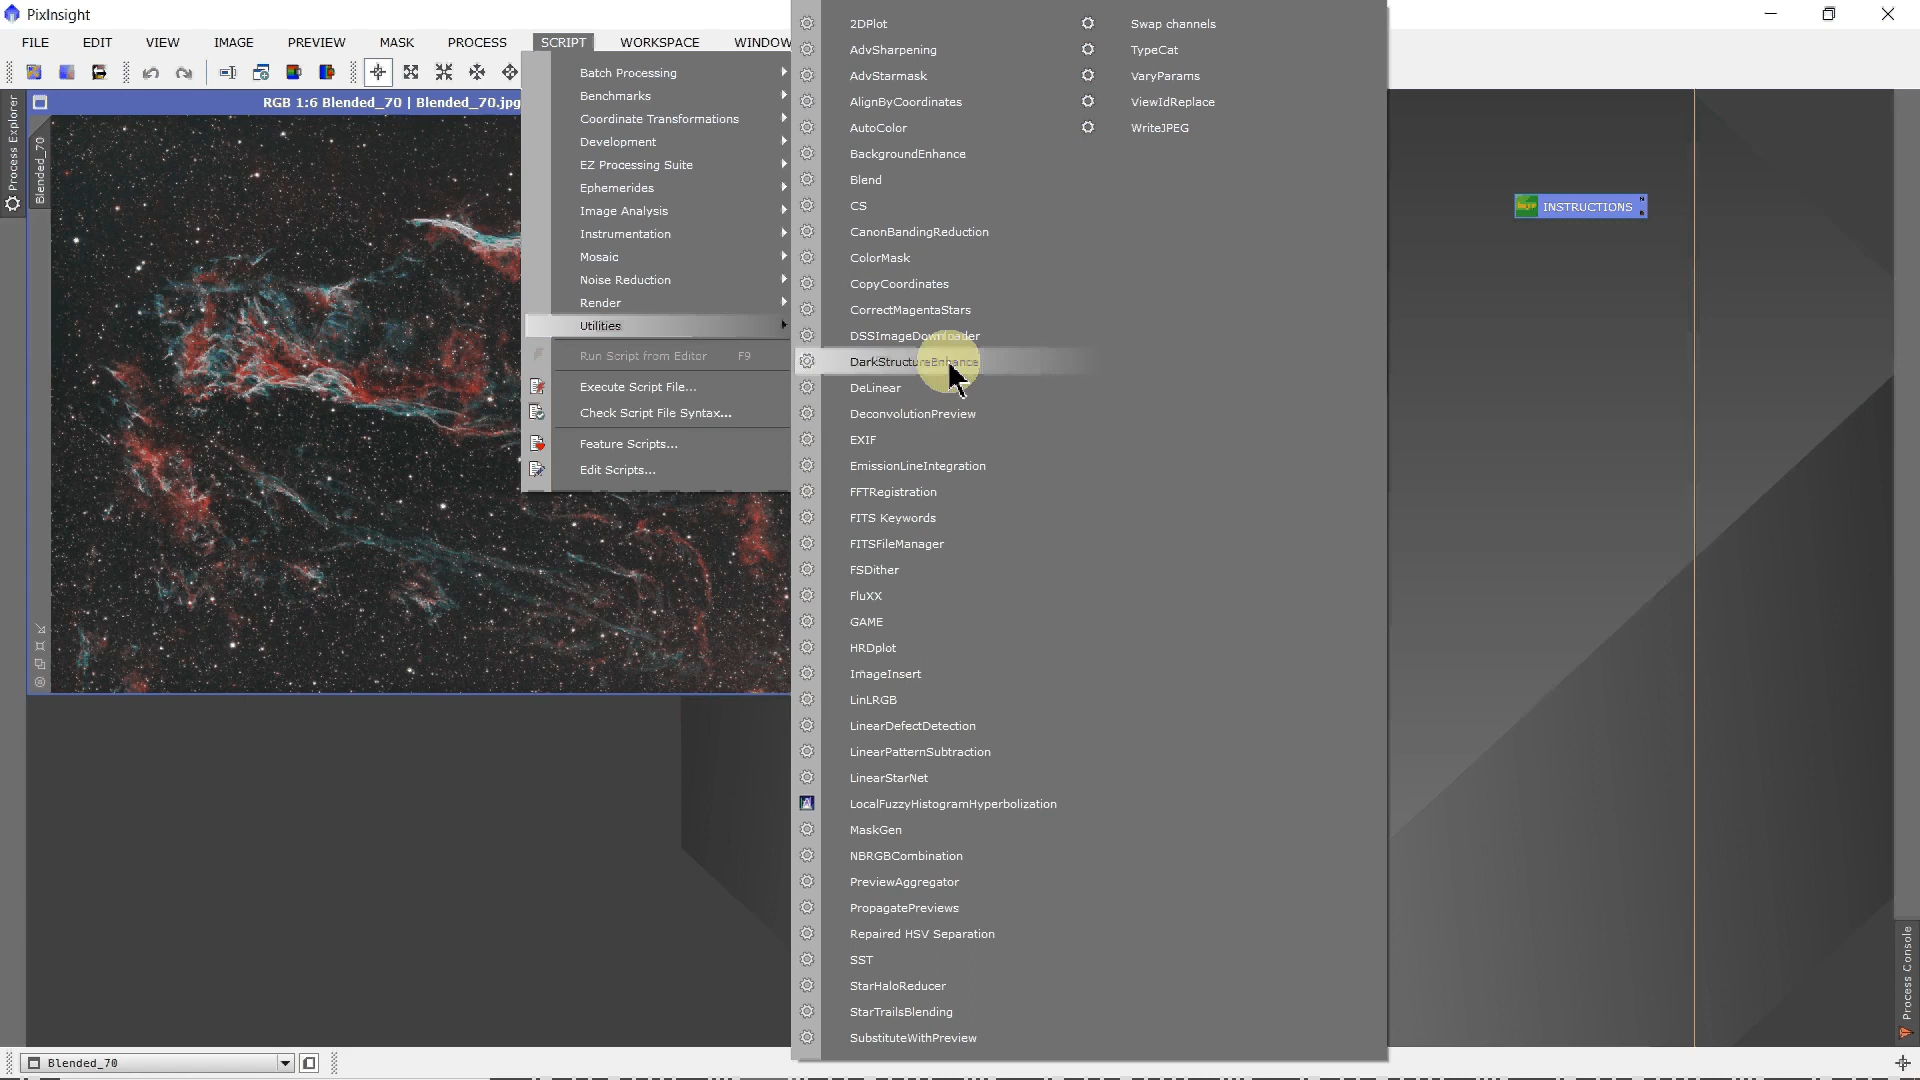 PixInsight
FILE EDIT VIEW IMAGE PREVIEW MASK PROCESS SCRIPT WORKSPACE WINDOW
RGB 1:6 Blended_70 | Blended_70.jpg
Process Explorer
Blended_70
Batch Processing
Benchmarks
Coordinate Transformations
Development
EZ Processing Suite
Ephemerides
Image Analysis
Instrumentation
Mosaic
Noise Reduction
Render
Utilities
Run Script from Editor F9
Execute Script File...
Check Script File Syntax...
Feature Scripts...
Edit Scripts...
2DPlot
AdvSharpening
AdvStarmask
AlignByCoordinates
AutoColor
BackgroundEnhance
Blend
CS
CanonBandingReduction
ColorMask
CopyCoordinates
CorrectMagentaStars
DSSImageDownloader
DarkStructureEnhance
DeLinear
DeconvolutionPreview
EXIF
EmissionLineIntegration
FFTRegistration
FITS Keywords
FITSFileManager
FSDither
FluXX
GAME
HRDplot
ImageInsert
LinLRGB
LinearDefectDetection
LinearPatternSubtraction
LinearStarNet
LocalFuzzyHistogramHyperbolization
MaskGen
NBRGBCombination
PreviewAggregator
PropagatePreviews
Repaired HSV Separation
SST
StarHaloReducer
StarTrailsBlending
SubstituteWithPreview
Swap channels
TypeCat
VaryParams
ViewIdReplace
WriteJPEG
INSTRUCTIONS
Process Console
Blended_70